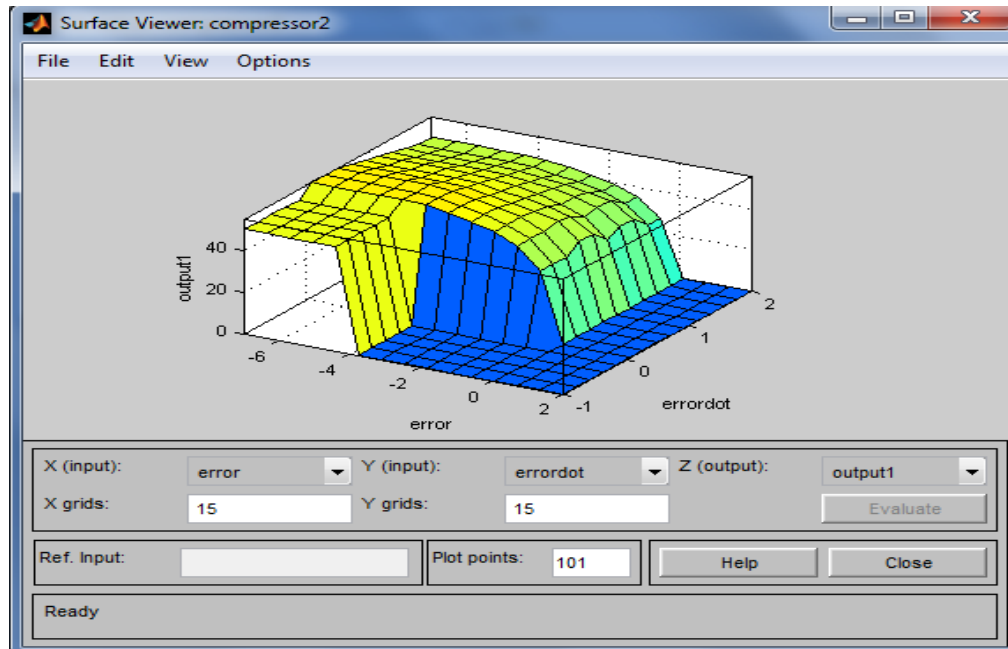 Surface Viewer: compressor2
File Edit View Options
output1
40
20
0
-6
-4
-2
0
2
error
-1
0
1
2
errordot
X (input): error Y (input): errordot Z (output): output1
X grids: 15 Y grids: 15 Evaluate
Ref. Input: Plot points: 101 Help Close
Ready